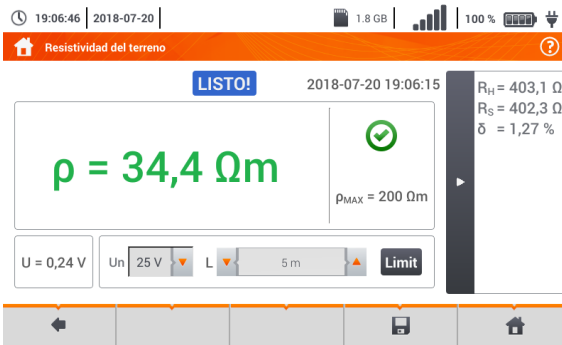 19:06:46 2018-07-20 1.8 GB 100 %
Resistividad del terreno ?
LISTO! 2018-07-20 19:06:15
ρ = 34,4 Ωm
ρMAX = 200 Ωm
RH = 403,1 Ω
RS = 402,3 Ω
δ = 1,27 %
U = 0,24 V Un 25 V L 5 m Limit